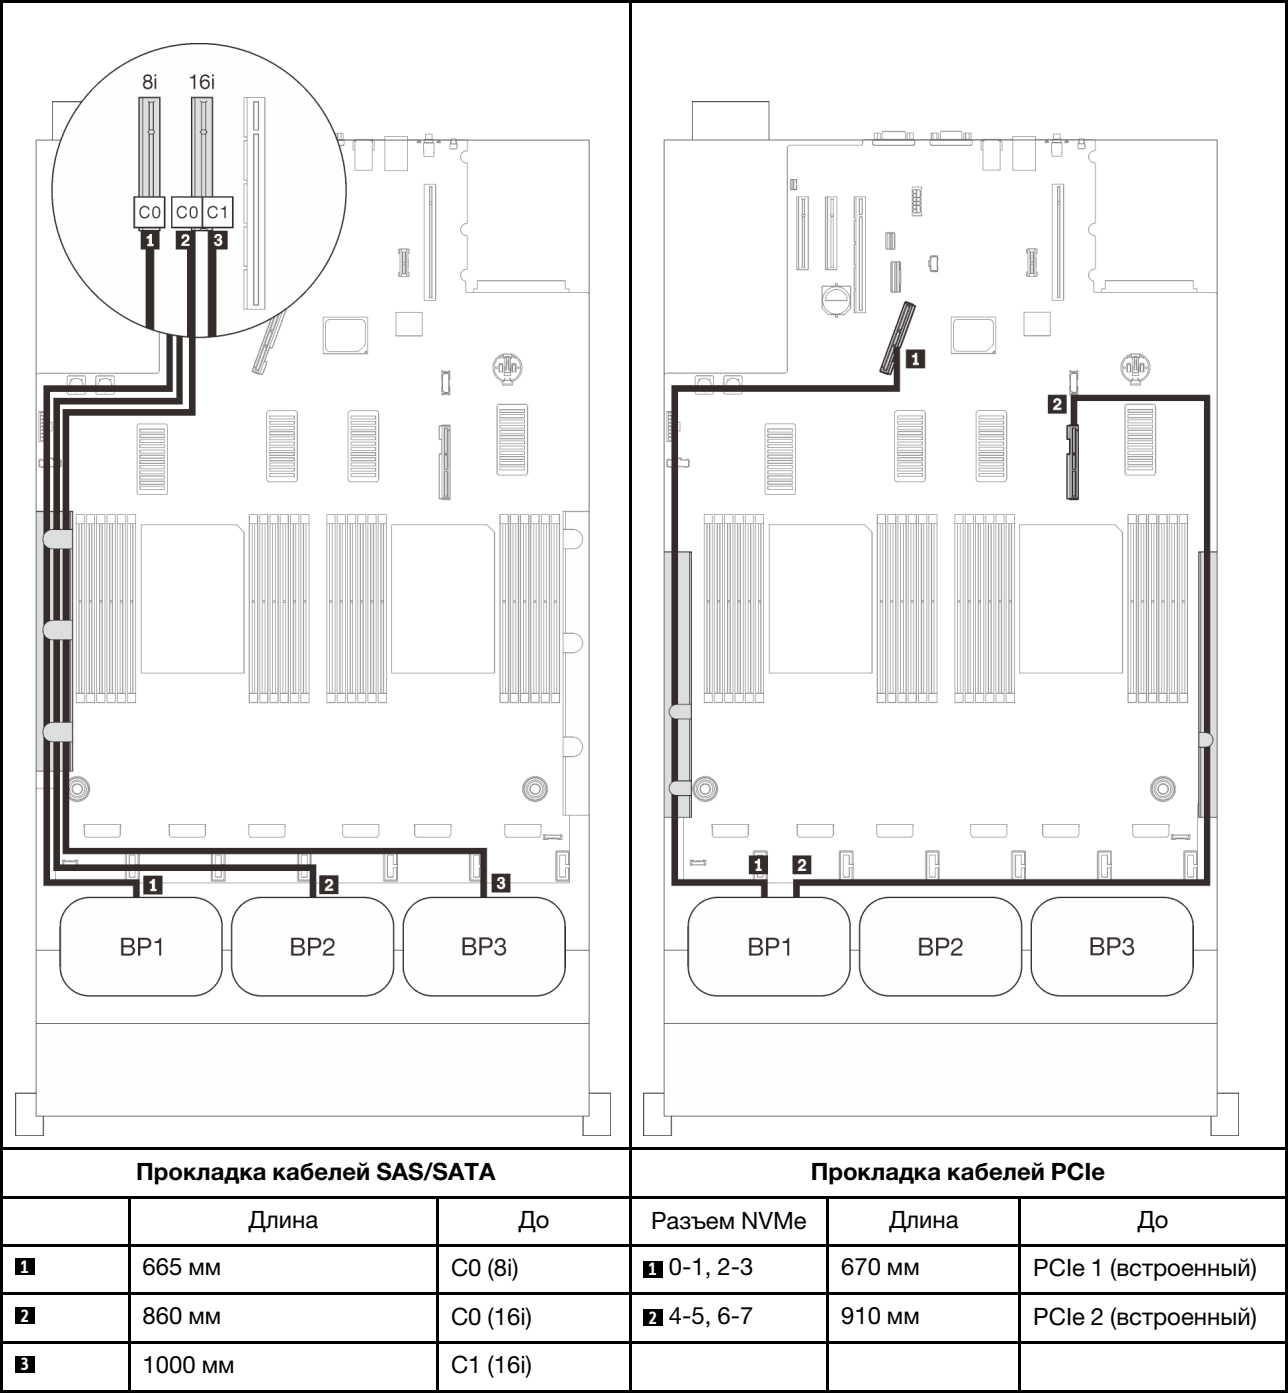 8i 16i
C0 C0 C1
1 2 3
1
2
1 2 3
1 2
BP1 BP2 BP3
BP1 BP2 BP3
Прокладка кабелей SAS/SATA
Прокладка кабелей PCIe
Длина До
Разъем NVMe Длина До
1 665 мм C0 (8i)
1 0-1, 2-3 670 мм PCIe 1 (встроенный)
2 860 мм C0 (16i)
2 4-5, 6-7 910 мм PCIe 2 (встроенный)
3 1000 мм C1 (16i)